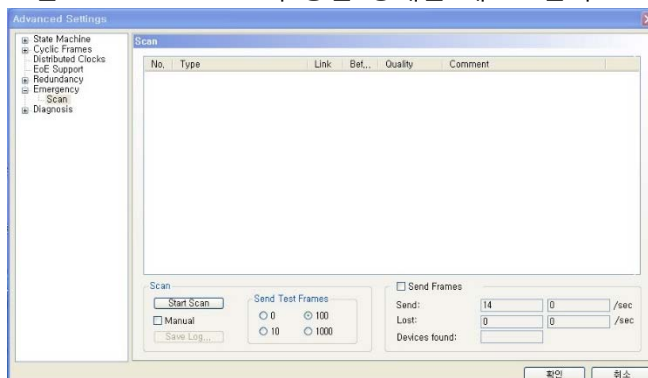 Advanced Settings
State Machine
Cyclic Frames
Distributed Clocks
EoE Support
Redundancy
Emergency
Scan
Diagnosis
Scan
No, Type Link Bef,,, Quality Comment
Scan
Start Scan
Manual
Save Log,,,
Send Test Frames
0 100
10 1000
Send Frames
Send: 14 0 /sec
Lost: 0 0 /sec
Devices found:
확인 취소